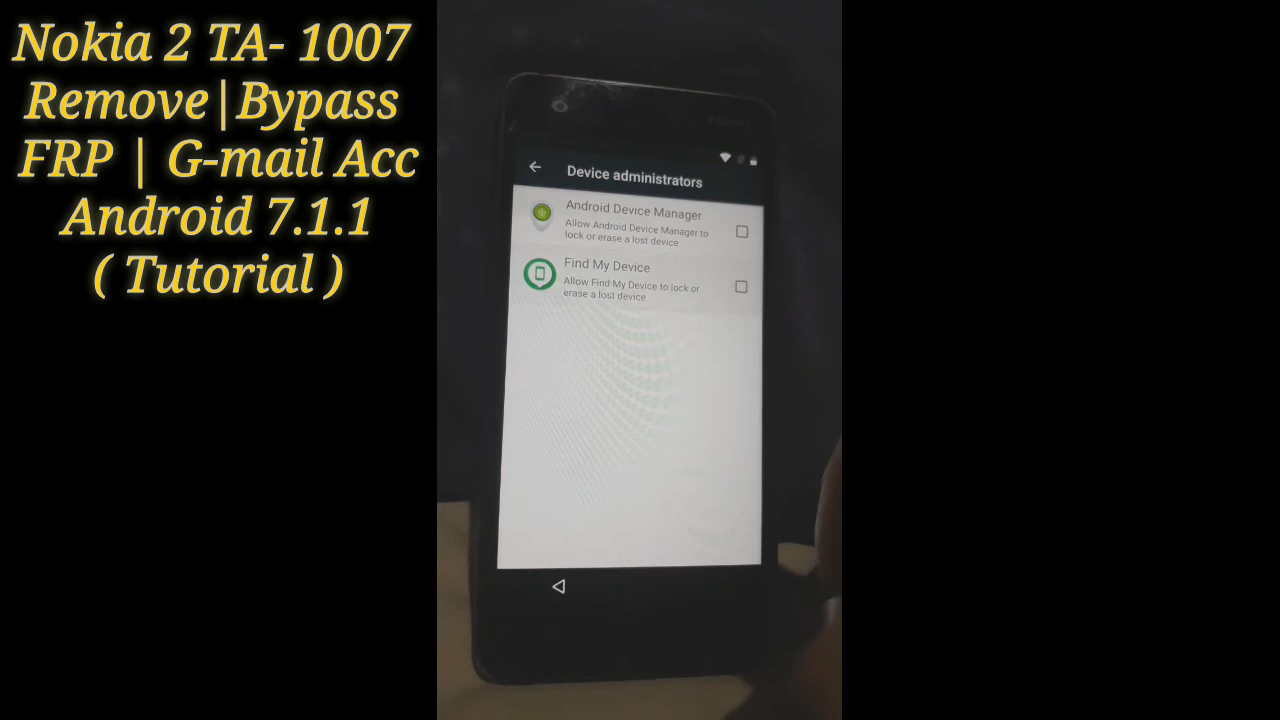 Nokia 2 TA- 1007
Remove|Bypass
FRP | G-mail Acc
Android 7.1.1
( Tutorial )
Device administrators
Android Device Manager
Allow Android Device Manager to
lock or erase a lost device
Find My Device
Allow Find My Device to lock or
erase a lost device